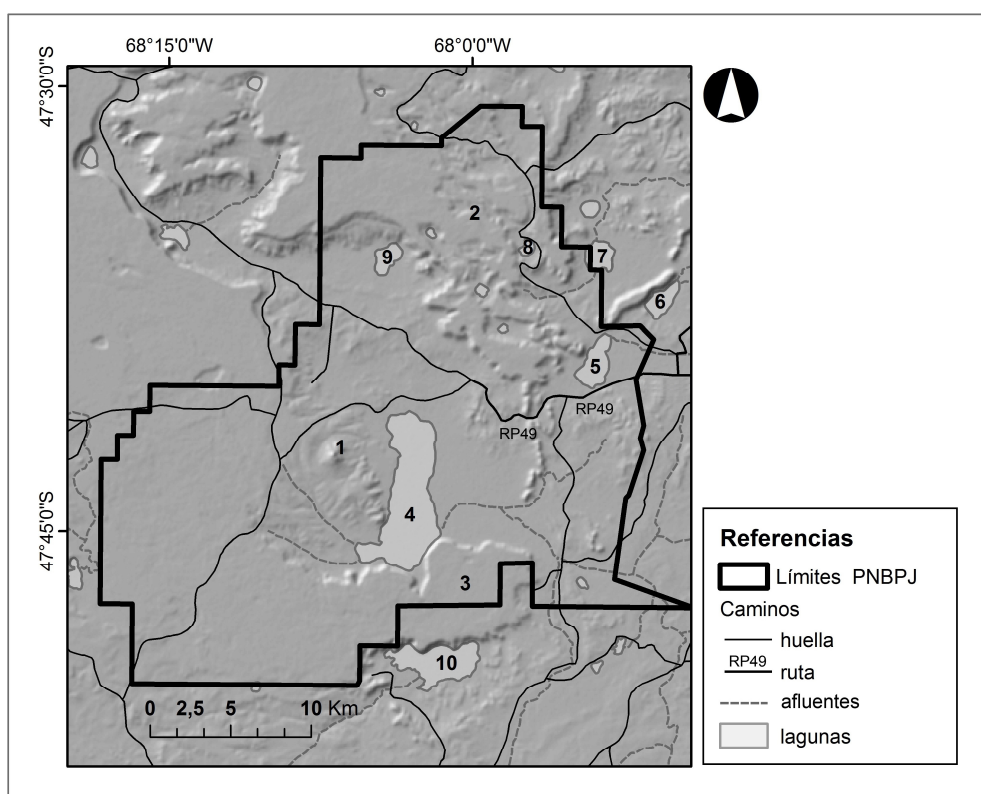 68°15'0"W
68°0'0"W
47°30'0"S
47°45'0"S
2
8
9
7
6
5
RP49
RP49
1
4
3
10
0 2,5 5 10 Km
Referencias
Límites PNBPJ
Caminos
huella
RP49 ruta
afluentes
lagunas